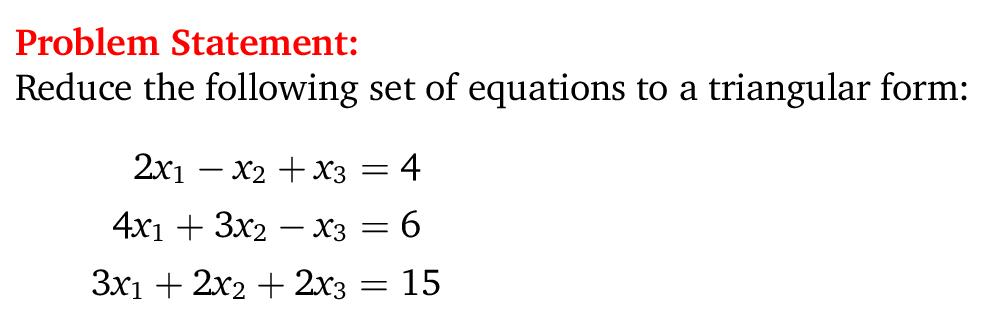 Problem Statement:
Reduce the following set of equations to a triangular form:
2x₁ − x₂ + x₃ = 4
4x₁ + 3x₂ − x₃ = 6
3x₁ + 2x₂ + 2x₃ = 15